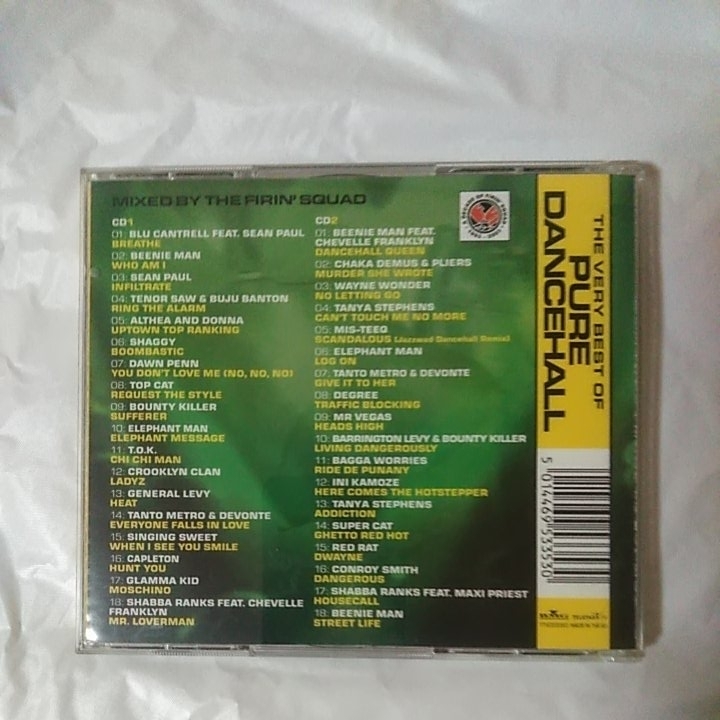 MIXED BY THE FIRIN' SQUAD
CD1
01: BLU CANTRELL FEAT. SEAN PAUL
BREATHE
02: BEENIE MAN
WHO AM I
03: SEAN PAUL
INFILTRATE
04: TENOR SAW & BUJU BANTON
RING THE ALARM
05: ALTHEA AND DONNA
UPTOWN TOP RANKING
06: SHAGGY
BOOMBASTIC
07: DAWN PENN
YOU DON'T LOVE ME (NO, NO, NO)
08: TOP CAT
REQUEST THE STYLE
09: BOUNTY KILLER
SUFFERER
10: ELEPHANT MAN
ELEPHANT MESSAGE
11: T.O.K.
CHI CHI MAN
12: CROOKLYN CLAN
LADYZ
13: GENERAL LEVY
HEAT
14: TANTO METRO & DEVONTE
EVERYONE FALLS IN LOVE
15: SINGING SWEET
WHEN I SEE YOU SMILE
16: CAPLETON
HUNT YOU
17: GLAMMA KID
MOSCHINO
18: SHABBA RANKS FEAT. CHEVELLE
FRANKLYN
MR. LOVERMAN
CD2
01: BEENIE MAN FEAT.
CHEVELLE FRANKLYN
DANCEHALL QUEEN
02: CHAKA DEMUS & PLIERS
MURDER SHE WROTE
03: WAYNE WONDER
NO LETTING GO
04: TANYA STEPHENS
CAN'T TOUCH ME NO MORE
05: MIS-TEEQ
SCANDALOUS (Jazzwad Dancehall Remix)
06: ELEPHANT MAN
LOG ON
07: TANTO METRO & DEVONTE
GIVE IT TO HER
08: DEGREE
TRAFFIC BLOCKING
09: MR VEGAS
HEADS HIGH
10: BARRINGTON LEVY & BOUNTY KILLER
LIVING DANGEROUSLY
11: BAGGA WORRIES
RIDE DE PUNANY
12: INI KAMOZE
HERE COMES THE HOTSTEPPER
13: TANYA STEPHENS
ADDICTION
14: SUPER CAT
GHETTO RED HOT
15: RED RAT
DWAYNE
16: CONROY SMITH
DANGEROUS
17: SHABBA RANKS FEAT. MAXI PRIEST
HOUSECALL
18: BEENIE MAN
STREET LIFE
THE VERY BEST OF
PURE
DANCEHALL
5 014469 533530
BMG